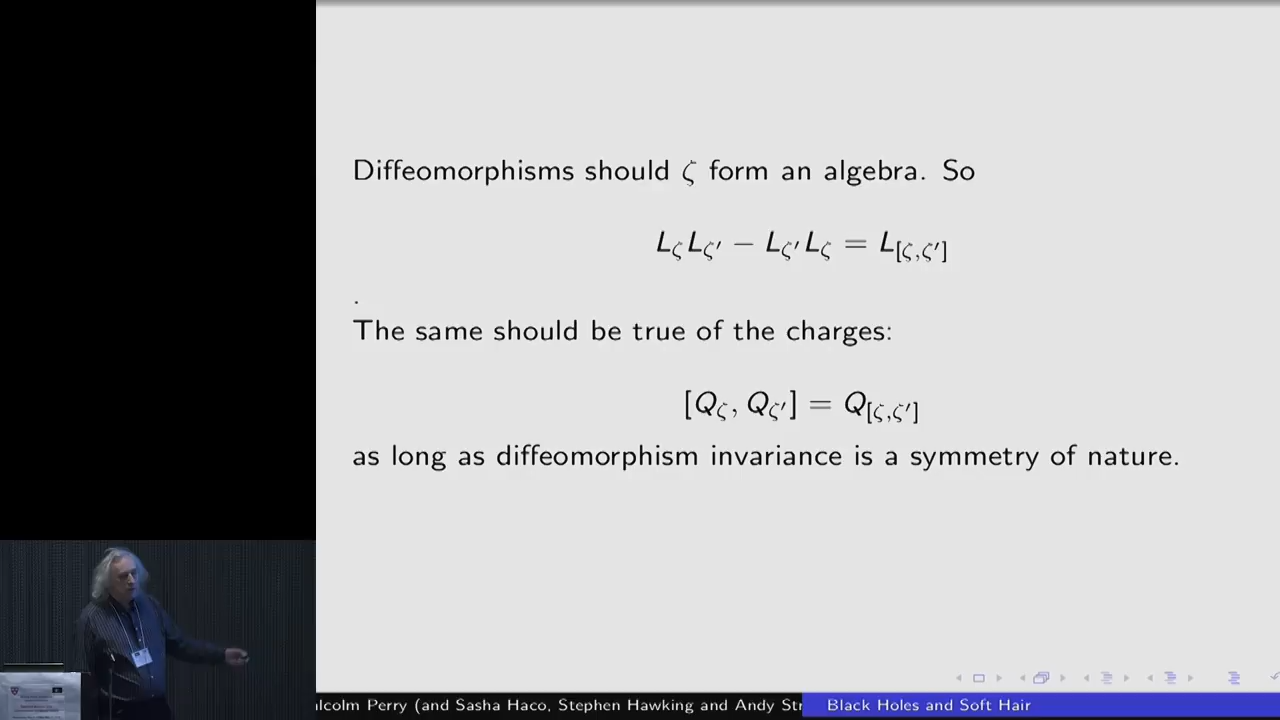 Diffeomorphisms should ζ form an algebra. So
L_ζ L_ζ′ − L_ζ′ L_ζ = L_[ζ,ζ′]
.
The same should be true of the charges:
[Q_ζ, Q_ζ′] = Q_[ζ,ζ′]
as long as diffeomorphism invariance is a symmetry of nature.
lcolm Perry (and Sasha Haco, Stephen Hawking and Andy Str
Black Holes and Soft Hair